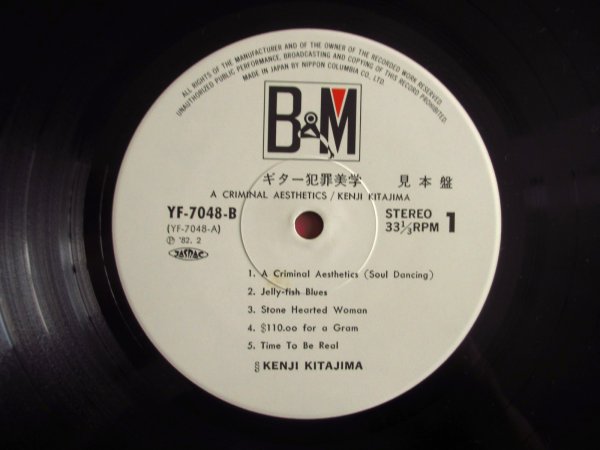 ALL RIGHTS OF THE MANUFACTURER AND OF THE OWNER OF THE RECORDED WORK RESERVED
UNAUTHORIZED PUBLIC PERFORMANCE, BROADCASTING AND COPYING OF THIS RECORD PROHIBITED.
MADE IN JAPAN BY NIPPON COLUMBIA CO., LTD.
B&M
ギター犯罪美学 見本盤
A CRIMINAL AESTHETICS / KENJI KITAJIMA
YF-7048-B STEREO 1
(YF-7048-A) 33⅓RPM
Ⓟ '82. 2
JASRAC
1. A Criminal Aesthetics (Soul Dancing)
2. Jelly-fish Blues
3. Stone Hearted Woman
4. $110.oo for a Gram
5. Time To Be Real
KENJI KITAJIMA